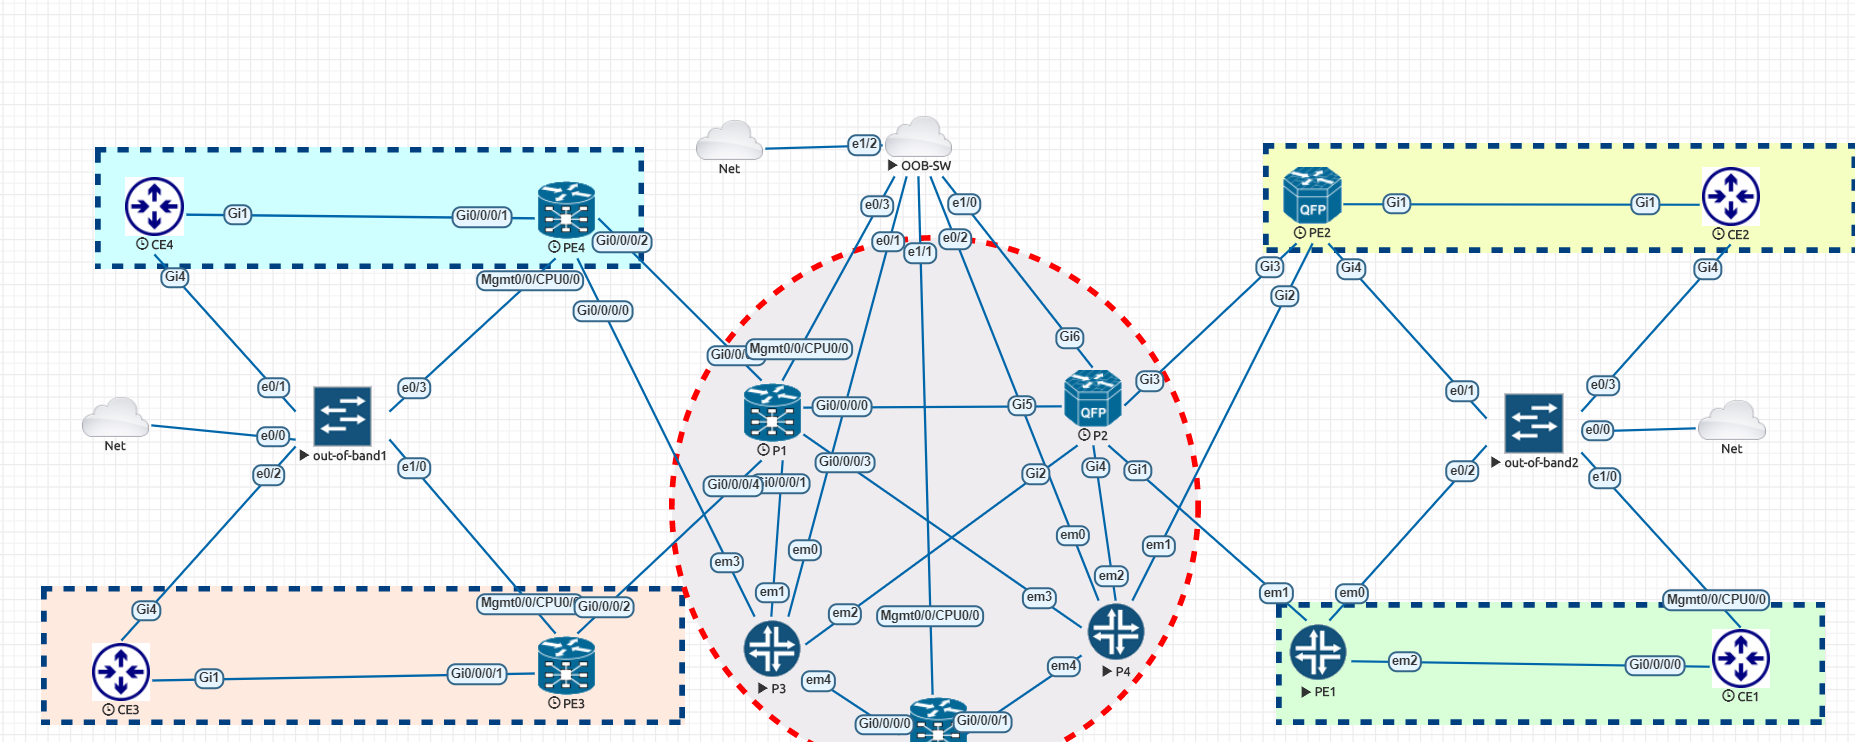 e1/2
Net
OOB-SW
CE4
Gi1
Gi0/0/0/1
PE4
Gi0/0/0/2
e0/3
e1/0
e0/1
e1/1
e0/2
PE2
QFP
Gi1
Gi1
CE2
Gi4
Mgmt0/0/CPU0/0
Gi0/0/0/0
Gi3
Gi2
Gi4
Gi4
Mgmt0/0/CPU0/0
Gi6
Gi3
e0/1
e0/3
Net
e0/0
out-of-band1
e0/2
e1/0
P1
Gi0/0/0/0
Gi5
QFP
P2
Gi0/0/0/3
Gi0/0/0/4
Gi0/0/0/1
Gi2
Gi4
Gi1
e0/1
e0/3
e0/0
Net
out-of-band2
e0/2
e1/0
em3
em0
em1
em2
em0
em1
em2
em3
Mgmt0/0/CPU0/0
P3
P4
em4
em4
Gi0/0/0/0
Gi0/0/0/1
Gi4
Mgmt0/0/CPU0/0
Gi0/0/0/2
CE3
Gi1
Gi0/0/0/1
PE3
em1
em0
Mgmt0/0/CPU0/0
PE1
em2
Gi0/0/0/0
CE1